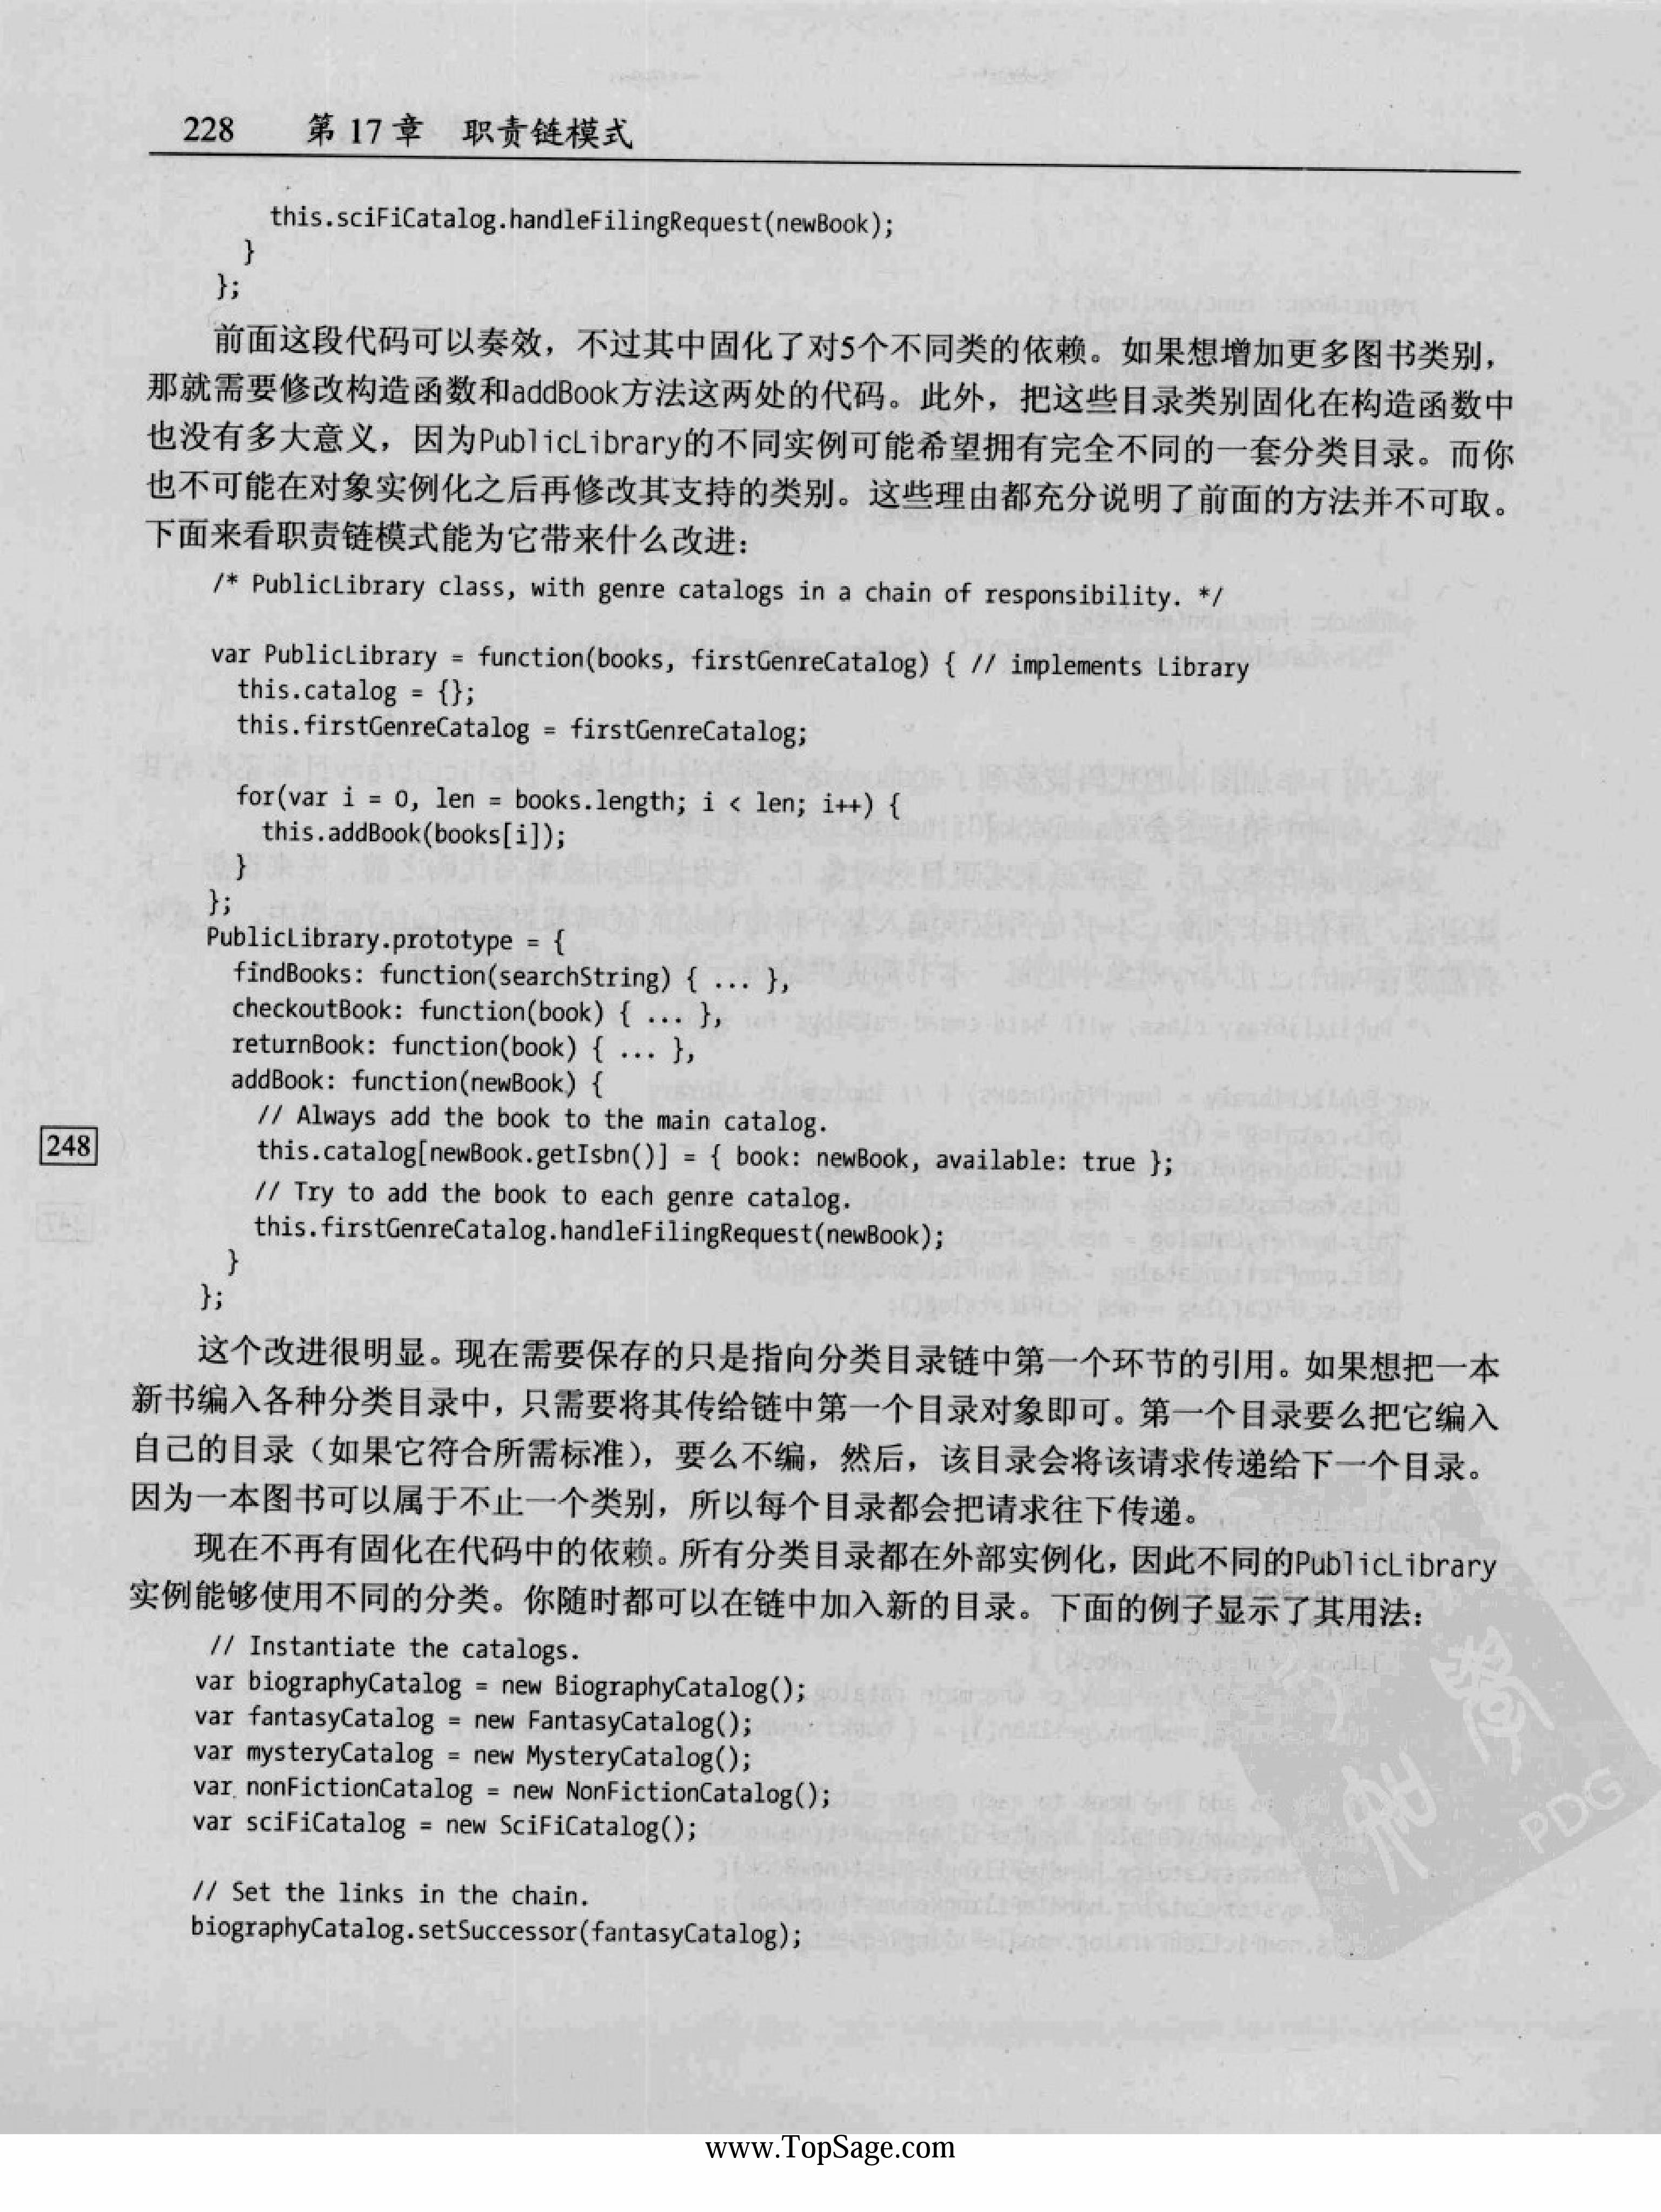 228 第 17 章 职责链模式
this.sciFiCatalog.handleFilingRequest(newBook);
}
};
前面这段代码可以奏效，不过其中固化了对5个不同类的依赖。如果想增加更多图书类别，
那就需要修改构造函数和addBook方法这两处的代码。此外，把这些目录类别固化在构造函数中
也没有多大意义，因为PublicLibrary的不同实例可能希望拥有完全不同的一套分类目录。而你
也不可能在对象实例化之后再修改其支持的类别。这些理由都充分说明了前面的方法并不可取。
下面来看职责链模式能为它带来什么改进：
/* PublicLibrary class, with genre catalogs in a chain of responsibility. */
var PublicLibrary = function(books, firstGenreCatalog) { // implements Library
this.catalog = {};
this.firstGenreCatalog = firstGenreCatalog;
for(var i = 0, len = books.length; i < len; i++) {
this.addBook(books[i]);
}
};
PublicLibrary.prototype = {
findBooks: function(searchString) { ... },
checkoutBook: function(book) { ... },
returnBook: function(book) { ... },
addBook: function(newBook) {
// Always add the book to the main catalog.
248
this.catalog[newBook.getIsbn()] = { book: newBook, available: true };
// Try to add the book to each genre catalog.
this.firstGenreCatalog.handleFilingRequest(newBook);
}
};
这个改进很明显。现在需要保存的只是指向分类目录链中第一个环节的引用。如果想把一本
新书编入各种分类目录中，只需要将其传给链中第一个目录对象即可。第一个目录要么把它编入
自己的目录（如果它符合所需标准），要么不编，然后，该目录会将该请求传递给下一个目录。
因为一本图书可以属于不止一个类别，所以每个目录都会把请求往下传递。
现在不再有固化在代码中的依赖。所有分类目录都在外部实例化，因此不同的PublicLibrary
实例能够使用不同的分类。你随时都可以在链中加入新的目录。下面的例子显示了其用法：
// Instantiate the catalogs.
var biographyCatalog = new BiographyCatalog();
var fantasyCatalog = new FantasyCatalog();
var mysteryCatalog = new MysteryCatalog();
var nonFictionCatalog = new NonFictionCatalog();
var sciFiCatalog = new SciFiCatalog();
// Set the links in the chain.
biographyCatalog.setSuccessor(fantasyCatalog);
PDG
www.TopSage.com